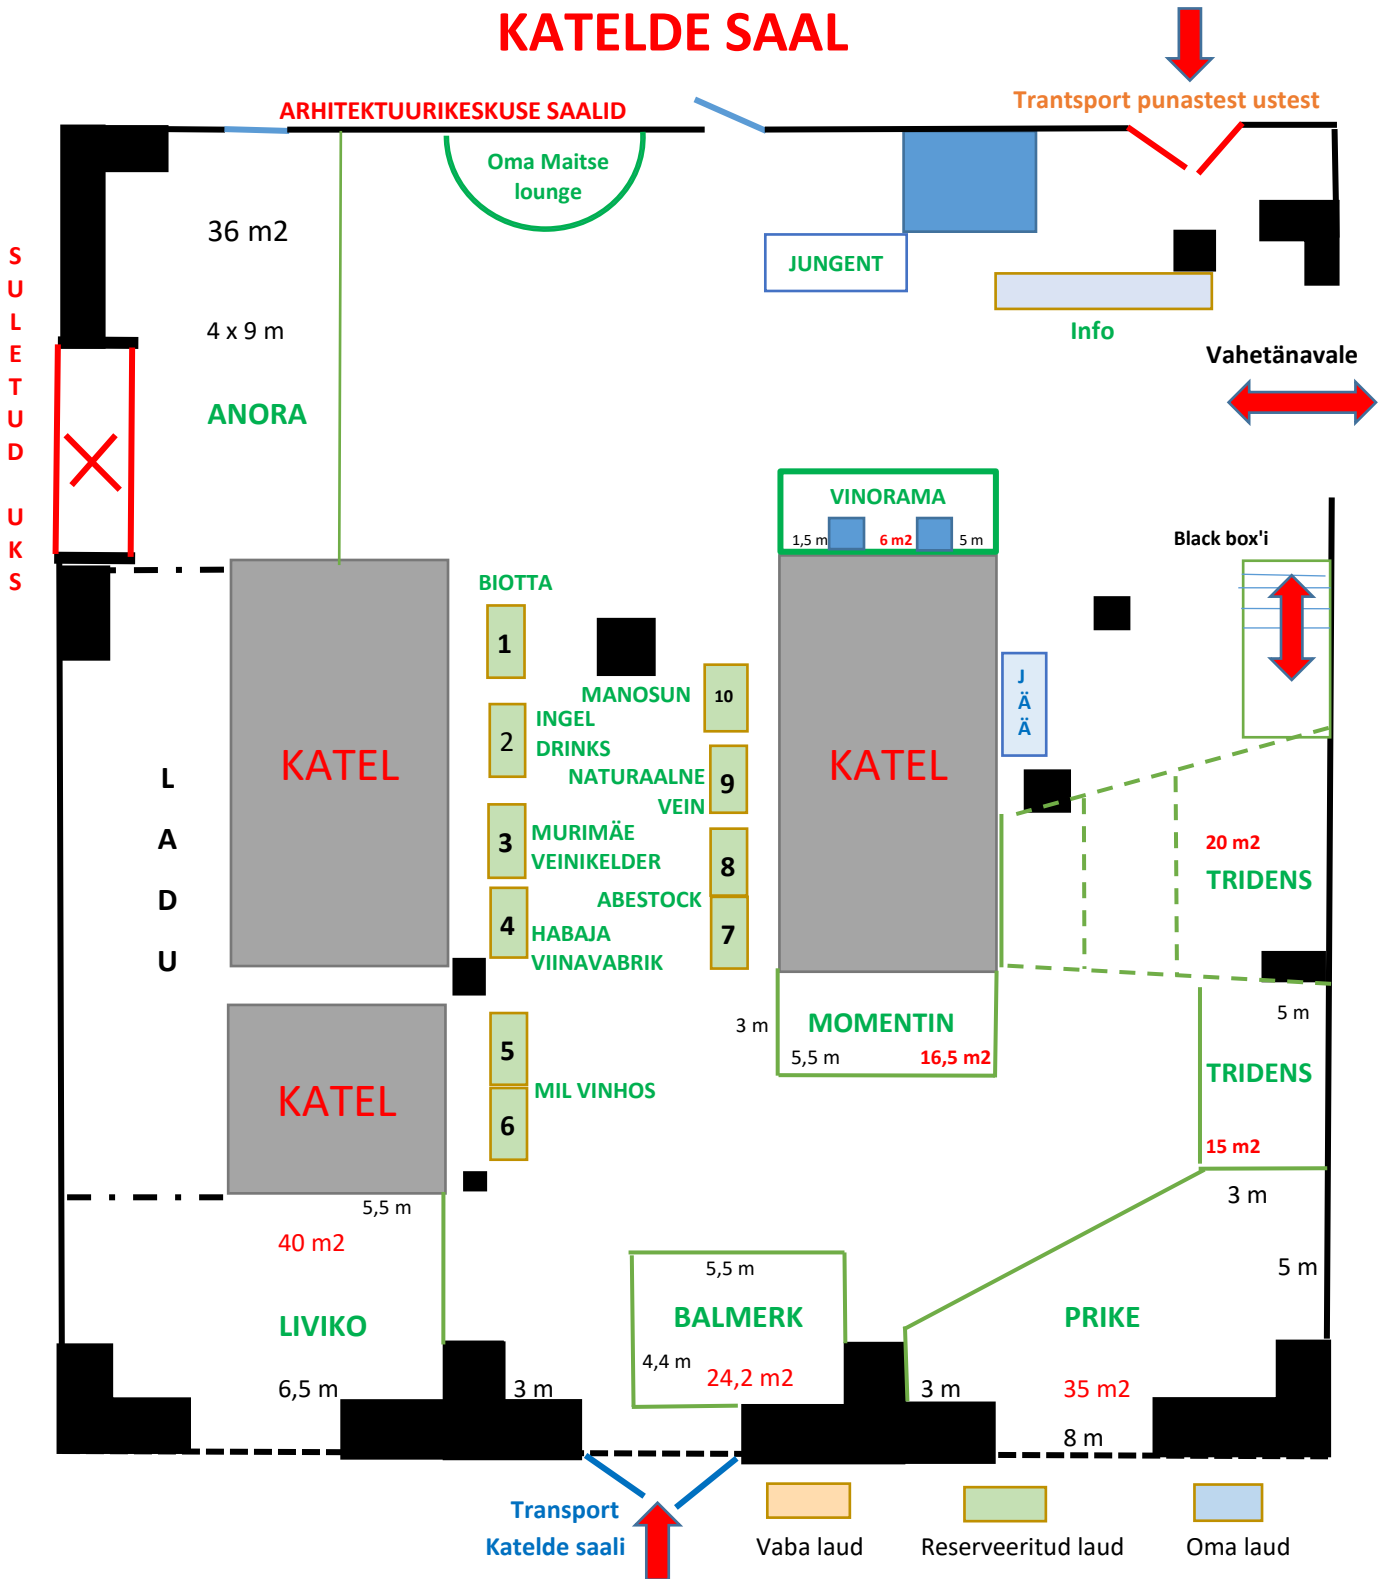 KATELDE SAAL
Trantsport punastest ustest
ARHITEKTUURIKESKUSE SAALID
Oma Maitse
lounge
36 m2
JUNGENT
SULETUD UKS
4 x 9 m
Info
Vahetänavale
ANORA
VINORAMA
1,5 m
6 m2
5 m
Black box'i
BIOTTA
1
MANOSUN
10
JÄÄ
INGEL
DRINKS
2
KATEL
KATEL
NATURAALNE
VEIN
9
LADU
3
MURIMÄE
VEINIKELDER
8
20 m2
TRIDENS
ABESTOCK
4
HABAJA
VIINAVABRIK
7
5 m
3 m
MOMENTIN
5,5 m
16,5 m2
5
TRIDENS
KATEL
MIL VINHOS
6
15 m2
5,5 m
3 m
40 m2
5,5 m
5 m
LIVIKO
BALMERK
PRIKE
4,4 m
24,2 m2
6,5 m
3 m
3 m
35 m2
8 m
Transport
Katelde saali
Vaba laud
Reserveeritud laud
Oma laud